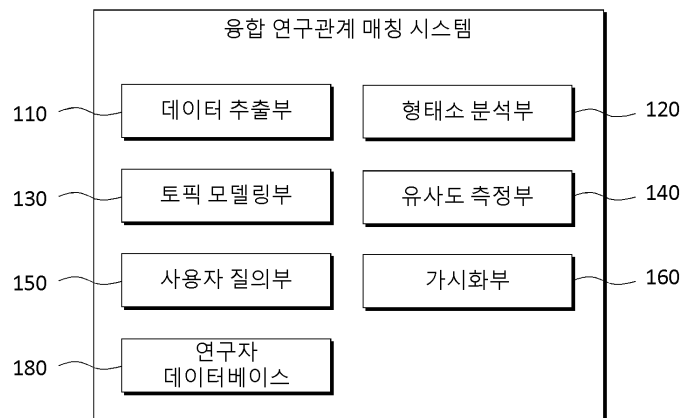 융합 연구관계 매칭 시스템
110
데이터 추출부
형태소 분석부
120
130
토픽 모델링부
유사도 측정부
140
150
사용자 질의부
가시화부
160
180
연구자
데이터베이스